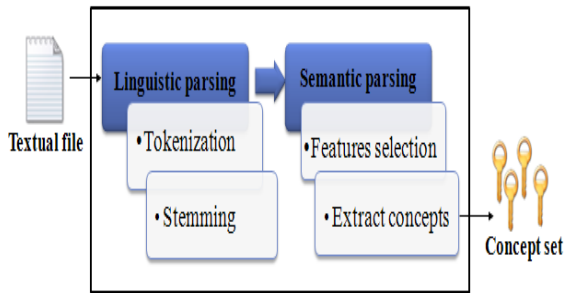 Textual file
Linguistic parsing
•Tokenization
•Stemming
Semantic parsing
•Features selection
•Extract concepts
Concept set